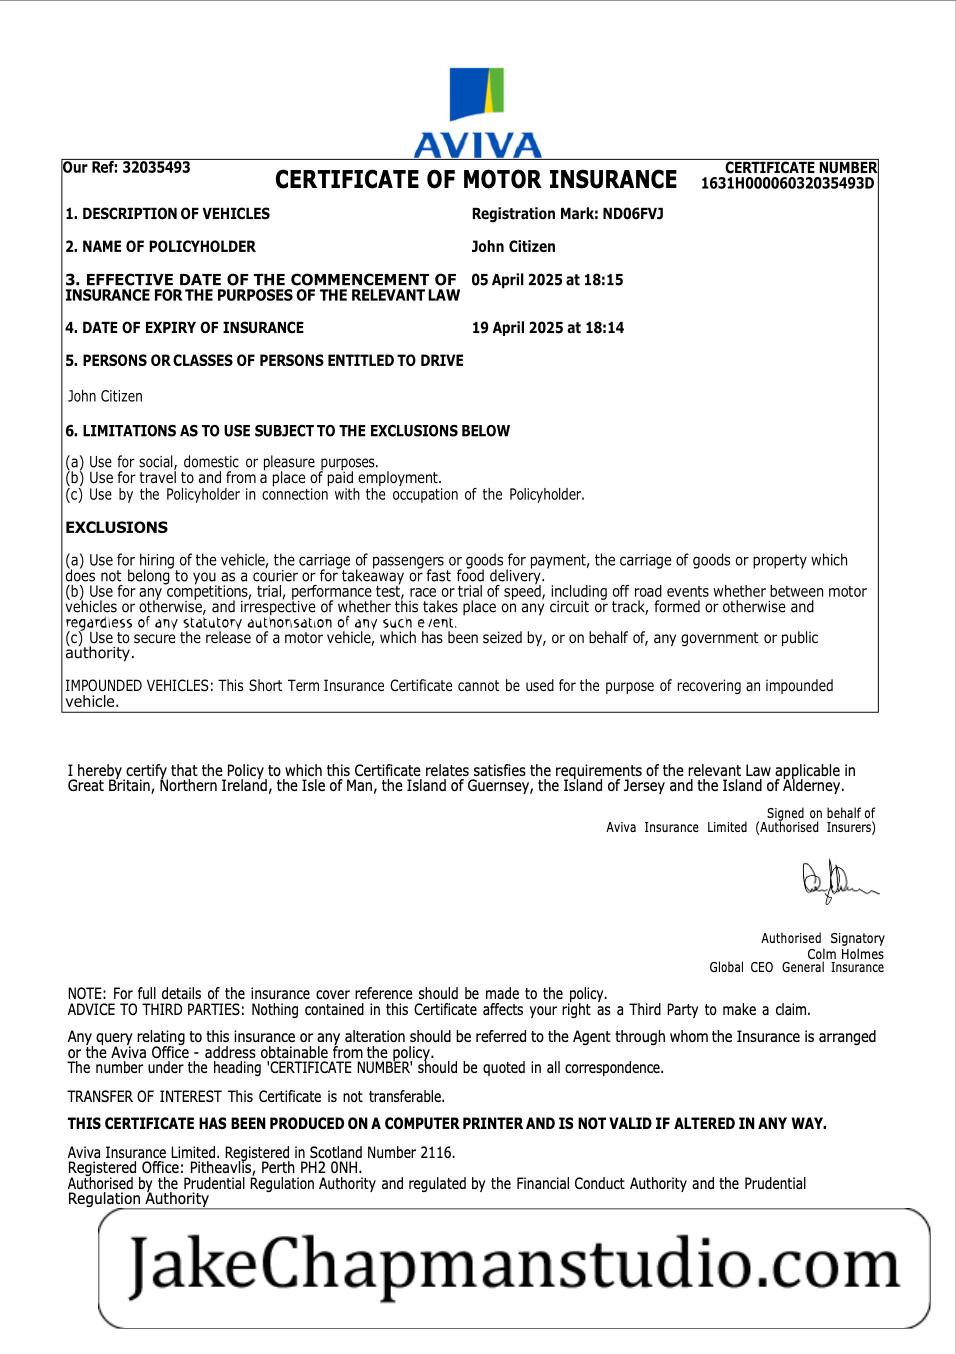 AVIVA
Our Ref: 32035493
CERTIFICATE OF MOTOR INSURANCE
CERTIFICATE NUMBER
1631H00006032035493D
1. DESCRIPTION OF VEHICLES
Registration Mark: ND06FVJ
2. NAME OF POLICYHOLDER
John Citizen
3. EFFECTIVE DATE OF THE COMMENCEMENT OF
INSURANCE FOR THE PURPOSES OF THE RELEVANT LAW
05 April 2025 at 18:15
4. DATE OF EXPIRY OF INSURANCE
19 April 2025 at 18:14
5. PERSONS OR CLASSES OF PERSONS ENTITLED TO DRIVE
John Citizen
6. LIMITATIONS AS TO USE SUBJECT TO THE EXCLUSIONS BELOW
(a) Use for social, domestic or pleasure purposes.
(b) Use for travel to and from a place of paid employment.
(c) Use by the Policyholder in connection with the occupation of the Policyholder.
EXCLUSIONS
(a) Use for hiring of the vehicle, the carriage of passengers or goods for payment, the carriage of goods or property which
does not belong to you as a courier or for takeaway or fast food delivery.
(b) Use for any competitions, trial, performance test, race or trial of speed, including off road events whether between motor
vehicles or otherwise, and irrespective of whether this takes place on any circuit or track, formed or otherwise and
regardless of any statutory authorisation of any such event.
(c) Use to secure the release of a motor vehicle, which has been seized by, or on behalf of, any government or public
authority.
IMPOUNDED VEHICLES: This Short Term Insurance Certificate cannot be used for the purpose of recovering an impounded
vehicle.
I hereby certify that the Policy to which this Certificate relates satisfies the requirements of the relevant Law applicable in
Great Britain, Northern Ireland, the Isle of Man, the Island of Guernsey, the Island of Jersey and the Island of Alderney.
Signed on behalf of
Aviva Insurance Limited (Authorised Insurers)
Authorised Signatory
Colm Holmes
Global CEO General Insurance
NOTE: For full details of the insurance cover reference should be made to the policy.
ADVICE TO THIRD PARTIES: Nothing contained in this Certificate affects your right as a Third Party to make a claim.
Any query relating to this insurance or any alteration should be referred to the Agent through whom the Insurance is arranged
or the Aviva Office - address obtainable from the policy.
The number under the heading 'CERTIFICATE NUMBER' should be quoted in all correspondence.
TRANSFER OF INTEREST This Certificate is not transferable.
THIS CERTIFICATE HAS BEEN PRODUCED ON A COMPUTER PRINTER AND IS NOT VALID IF ALTERED IN ANY WAY.
Aviva Insurance Limited. Registered in Scotland Number 2116.
Registered Office: Pitheavlis, Perth PH2 0NH.
Authorised by the Prudential Regulation Authority and regulated by the Financial Conduct Authority and the Prudential
Regulation Authority
JakeChapmanstudio.com